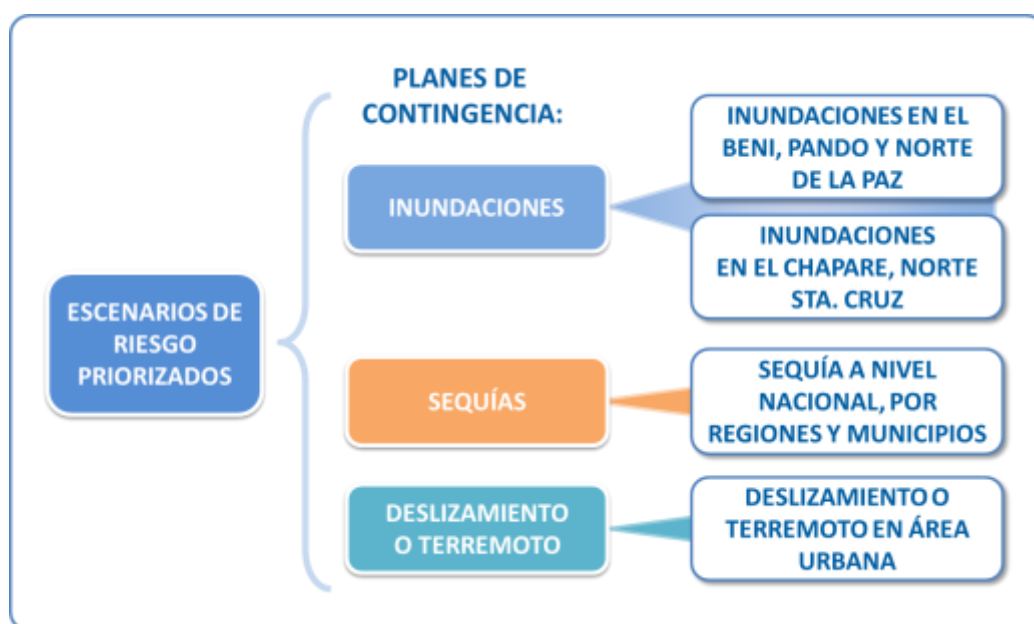 PLANES DE
CONTINGENCIA:
INUNDACIONES EN EL
BENI, PANDO Y NORTE
DE LA PAZ
INUNDACIONES
INUNDACIONES
EN EL CHAPARE, NORTE
STA. CRUZ
ESCENARIOS DE
RIESGO
PRIORIZADOS
SEQUÍAS
SEQUÍA A NIVEL
NACIONAL, POR
REGIONES Y MUNICIPIOS
DESLIZAMIENTO
O TERREMOTO
DESLIZAMIENTO O
TERREMOTO EN ÁREA
URBANA